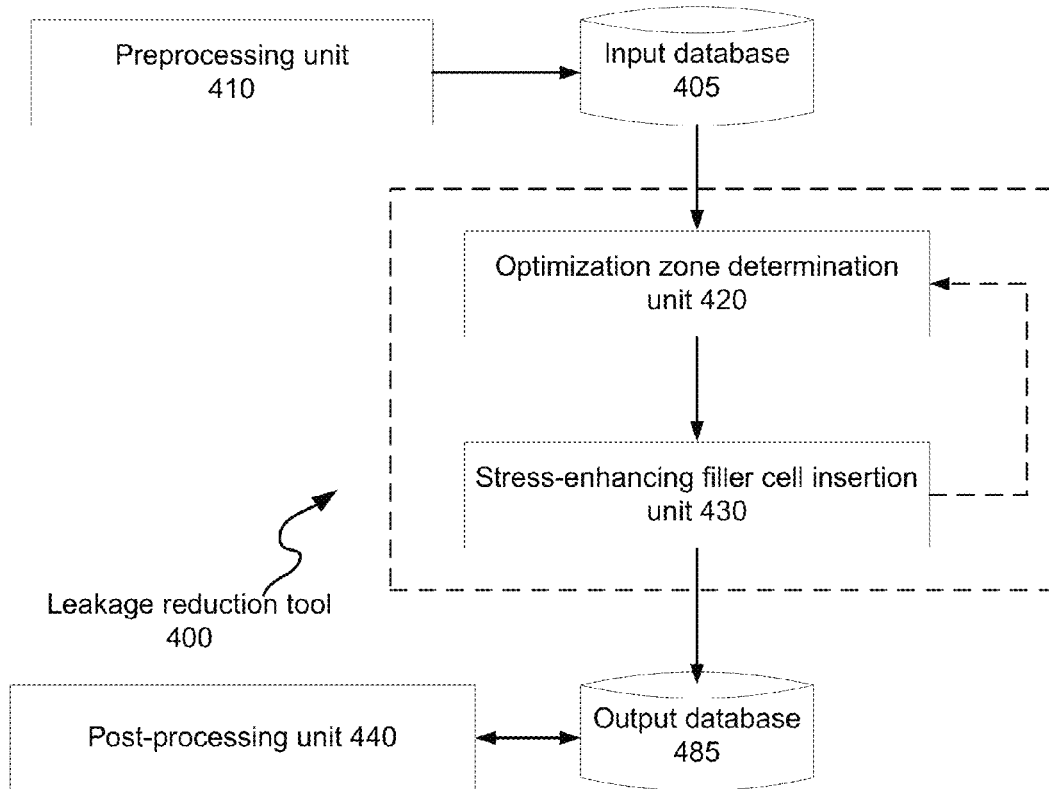 Preprocessing unit
410
Input database
405
Optimization zone determination
unit 420
Stress-enhancing filler cell insertion
unit 430
Leakage reduction tool
400
Post-processing unit 440
Output database
485